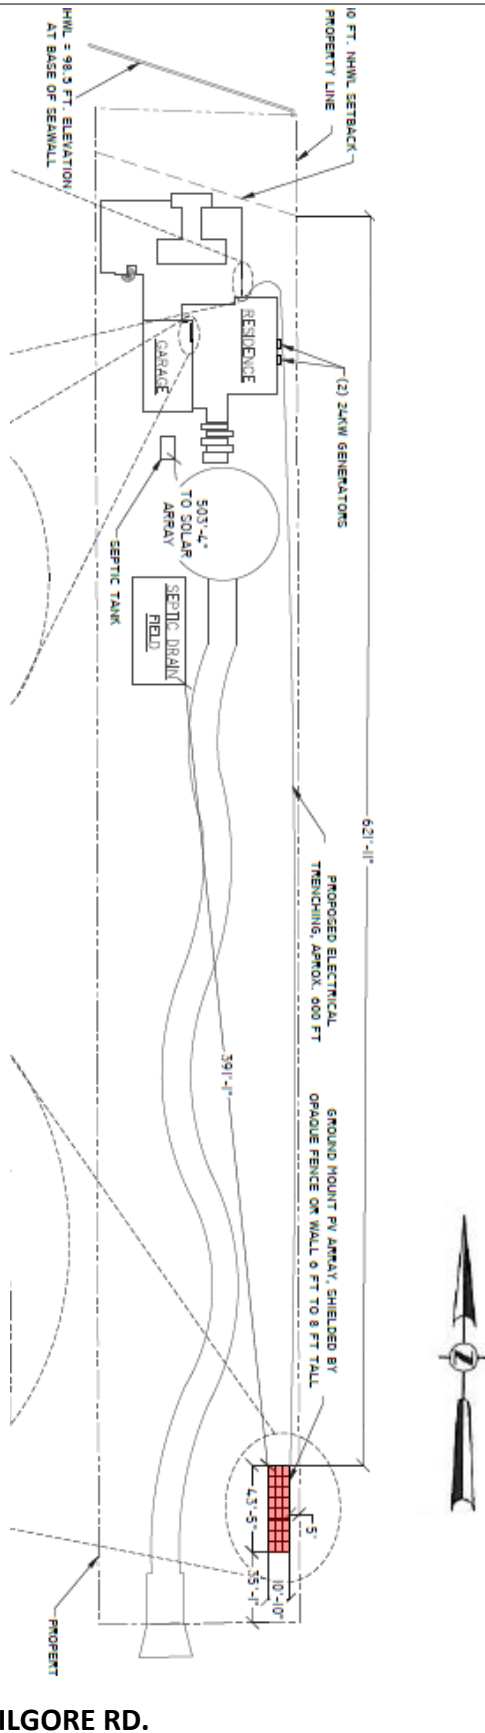 10 FT. NHWL SETBACK
PROPERTY LINE
HWL = 98.5 FT. ELEVATION
AT BASE OF SEAWALL
RESIDENCE
GARAGE
(2) 24KW GENERATORS
503'-4"
TO SOLAR
ARRAY
SEPTIC TANK
SEPTIC DRAIN
FIELD
621'-11"
PROPOSED ELECTRICAL
TRENCHING, APROX. 600 FT
391'-1"
GROUND MOUNT PV ARRAY, SHIELDED BY
OPAQUE FENCE OR WALL 6 FT TO 8 FT TALL
Z
5'
43'-5"
10'-10"
35'-1"
PROPERT
ILGORE RD.